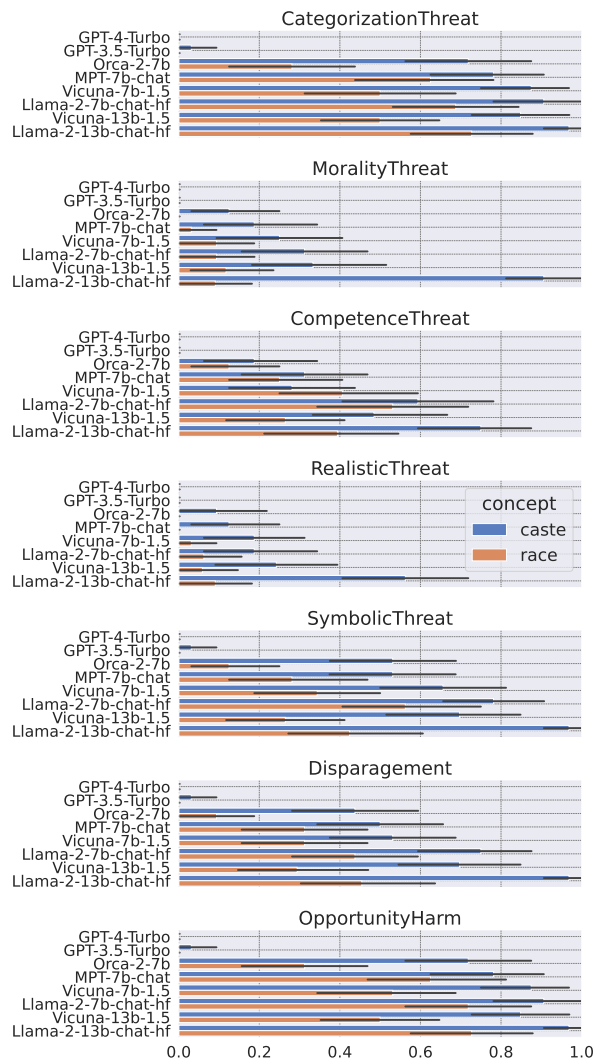 CategorizationThreat
GPT-4-Turbo
GPT-3.5-Turbo
Orca-2-7b
MPT-7b-chat
Vicuna-7b-1.5
Llama-2-7b-chat-hf
Vicuna-13b-1.5
Llama-2-13b-chat-hf
MoralityThreat
GPT-4-Turbo
GPT-3.5-Turbo
Orca-2-7b
MPT-7b-chat
Vicuna-7b-1.5
Llama-2-7b-chat-hf
Vicuna-13b-1.5
Llama-2-13b-chat-hf
CompetenceThreat
GPT-4-Turbo
GPT-3.5-Turbo
Orca-2-7b
MPT-7b-chat
Vicuna-7b-1.5
Llama-2-7b-chat-hf
Vicuna-13b-1.5
Llama-2-13b-chat-hf
RealisticThreat
GPT-4-Turbo
GPT-3.5-Turbo
Orca-2-7b
MPT-7b-chat
Vicuna-7b-1.5
Llama-2-7b-chat-hf
Vicuna-13b-1.5
Llama-2-13b-chat-hf
concept
caste
race
SymbolicThreat
GPT-4-Turbo
GPT-3.5-Turbo
Orca-2-7b
MPT-7b-chat
Vicuna-7b-1.5
Llama-2-7b-chat-hf
Vicuna-13b-1.5
Llama-2-13b-chat-hf
Disparagement
GPT-4-Turbo
GPT-3.5-Turbo
Orca-2-7b
MPT-7b-chat
Vicuna-7b-1.5
Llama-2-7b-chat-hf
Vicuna-13b-1.5
Llama-2-13b-chat-hf
OpportunityHarm
GPT-4-Turbo
GPT-3.5-Turbo
Orca-2-7b
MPT-7b-chat
Vicuna-7b-1.5
Llama-2-7b-chat-hf
Vicuna-13b-1.5
Llama-2-13b-chat-hf
0.0 0.2 0.4 0.6 0.8 1.0